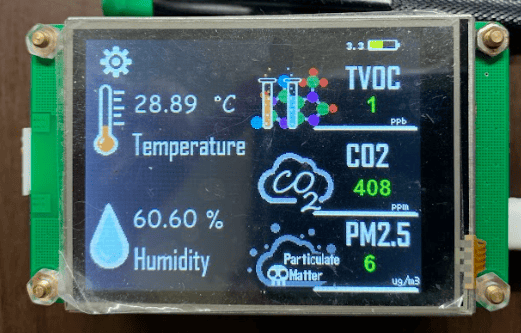 3.3
28.89 °C
Temperature
60.60 %
Humidity
TVOC
1
ppb
CO2
CO2
408
ppm
PM2.5
Particulate
Matter
6
ug/m3